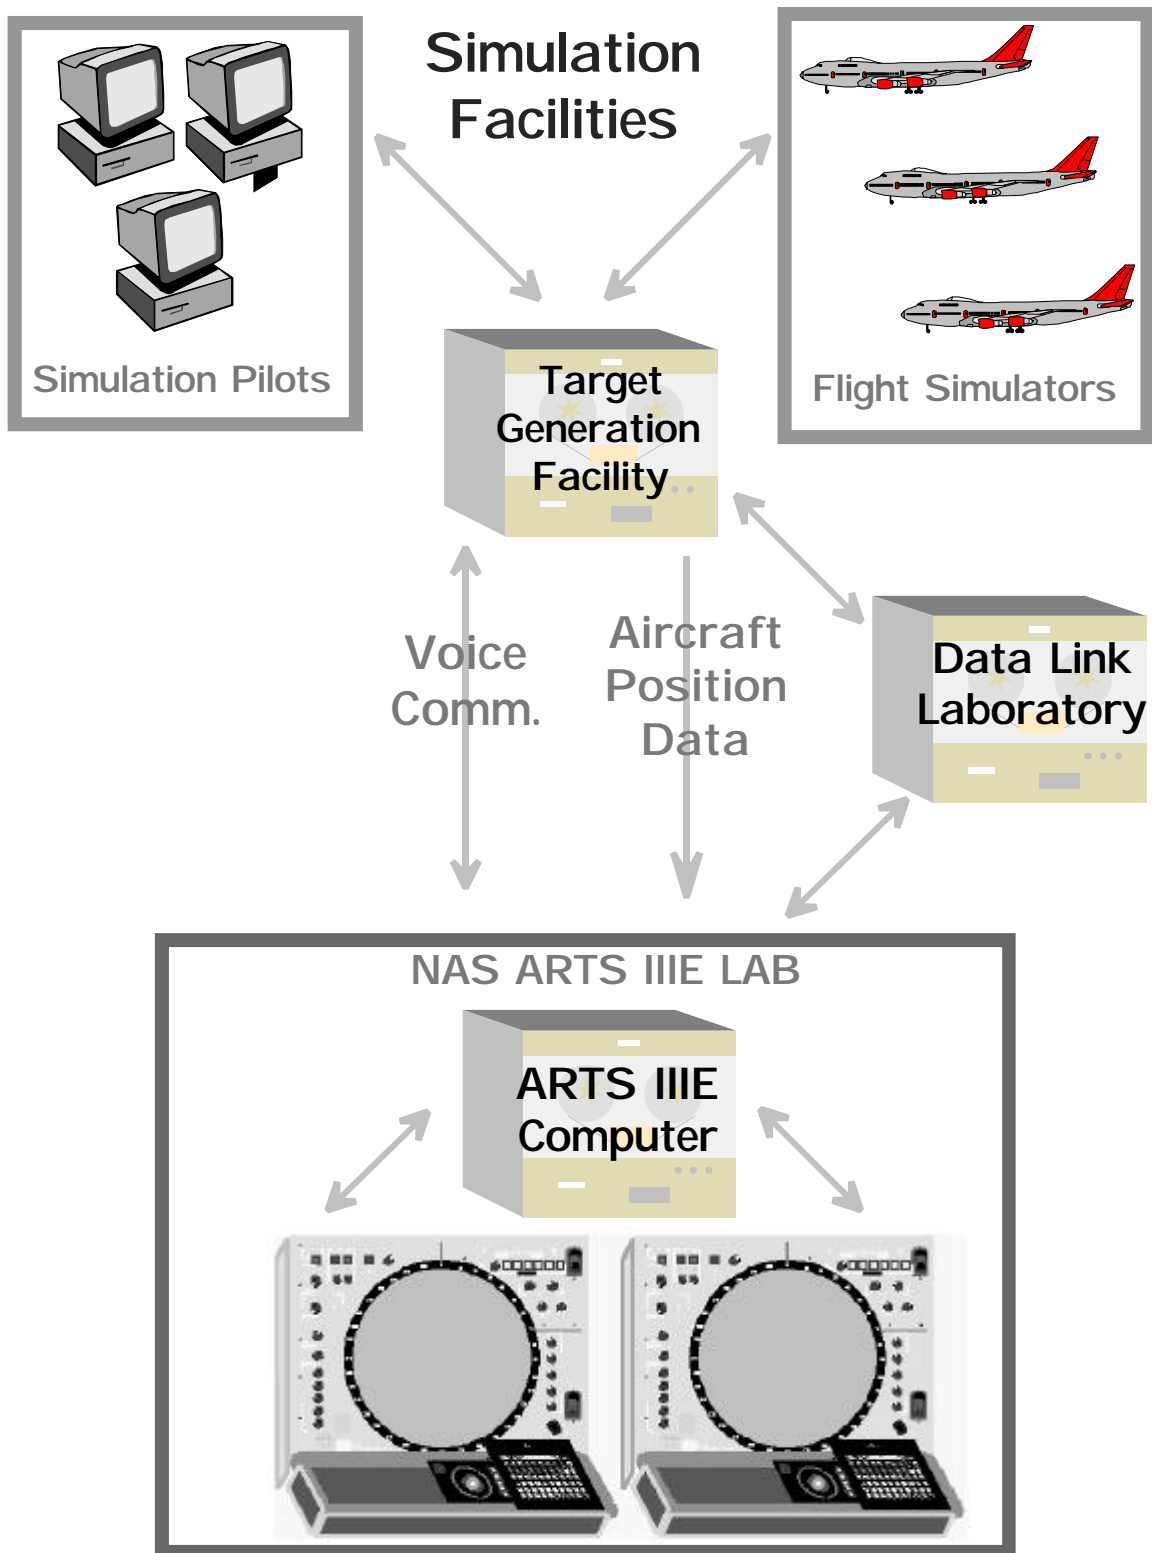 Simulation
Facilities
Simulation Pilots
Flight Simulators
Target
Generation
Facility
Voice
Comm.
Aircraft
Position
Data
Data Link
Laboratory
NAS ARTS IIIE LAB
ARTS IIIE
Computer